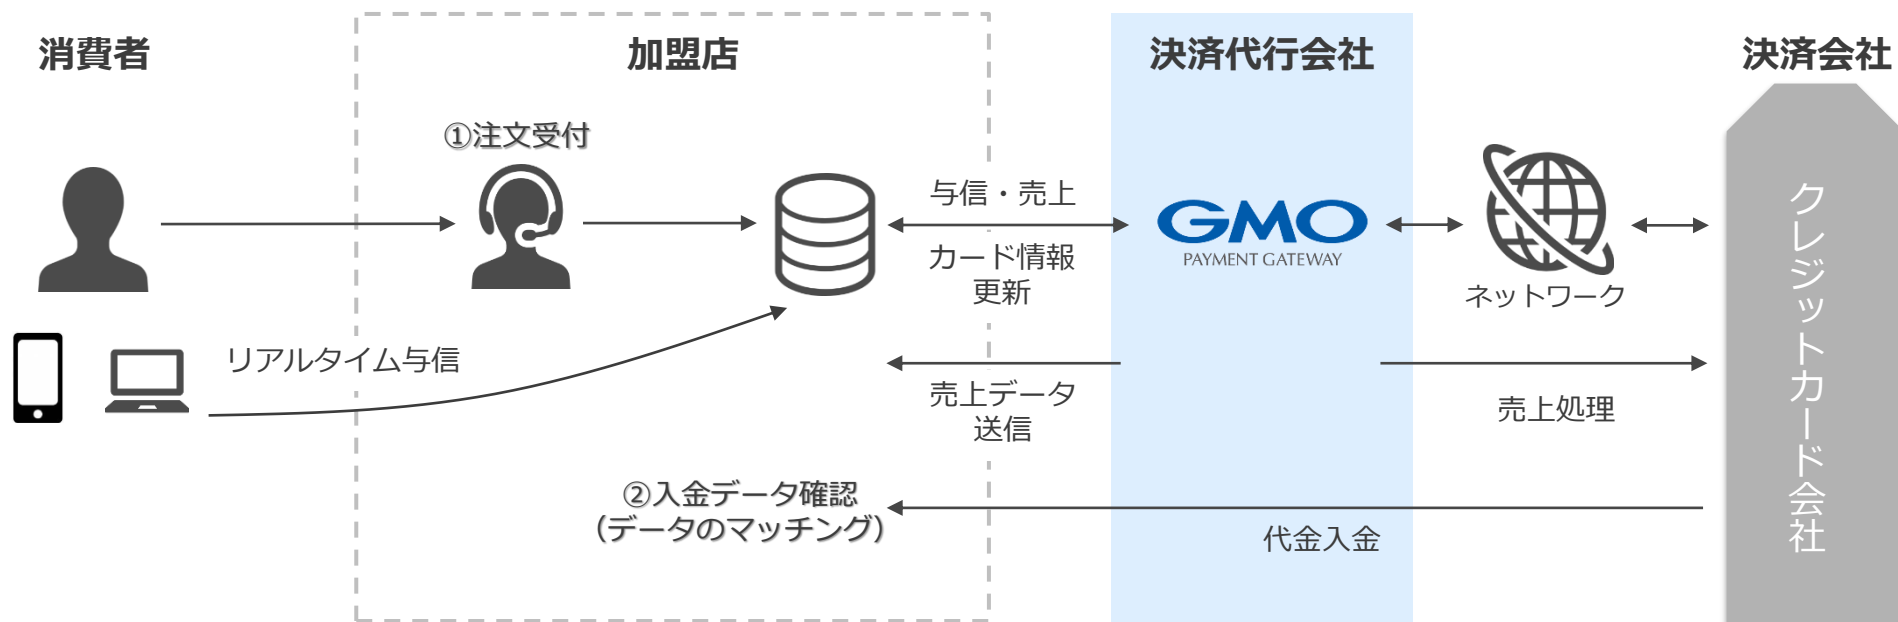 消費者
加盟店
決済代行会社
決済会社
①注文受付
与信・売上
カード情報
更新
GMO
PAYMENT GATEWAY
ネットワーク
クレジットカード会社
リアルタイム与信
売上データ
送信
売上処理
②入金データ確認
（データのマッチング）
代金入金